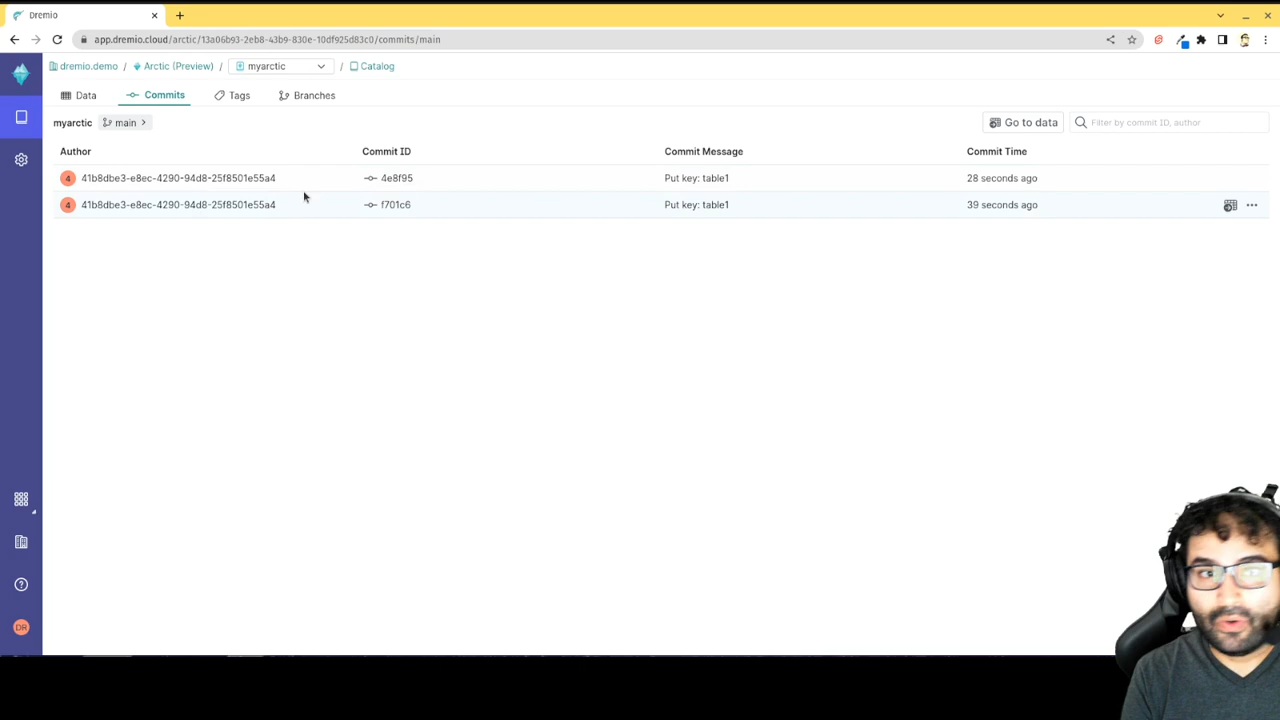 Dremio
app.dremio.cloud/arctic/13a06b93-2eb8-43b9-830e-10df925d83c0/commits/main
dremio.demo / Arctic (Preview) / myarctic / Catalog
Data Commits Tags Branches
myarctic main Go to data Filter by commit ID, author
Author Commit ID Commit Message Commit Time
4 41b8dbe3-e8ec-4290-94d8-25f8501e55a4 4e8f95 Put key: table1 28 seconds ago
4 41b8dbe3-e8ec-4290-94d8-25f8501e55a4 f701c6 Put key: table1 39 seconds ago
DR